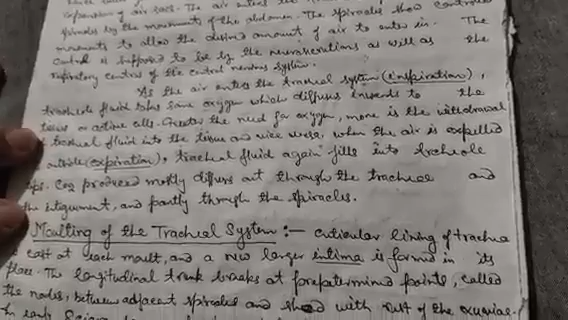 expansion of air sacs. The air enters the
spiracles by the movements of the abdomen. The spiracles show controlled
movements to allow the desired amount of air to enter in. The
control is supposed to be by the neurosecretions as well as the
respiratory centres of the central nervous system.
As the air enters the tracheal system (inspiration),
tracheole fluid takes some oxygen which diffuses inwards to the
tissues or active cells. Greater the need for oxygen, more is the withdrawal
tracheal fluid into the tissue and vice versa. when the air is expelled
outside (expiration), tracheal fluid again fills into tracheole
tips. CO2 produced mostly diffuses out through the tracheae and
the integument, and partly through the spiracles.
Moulting of the Tracheal System :— cuticular lining of trachea
is cast at each moult, and a new larger intima is formed in its
place. The longitudinal trunk breaks at predetermined points, called
the nodes, between adjacent spiracles and shed with rest of the exuviae.
In early